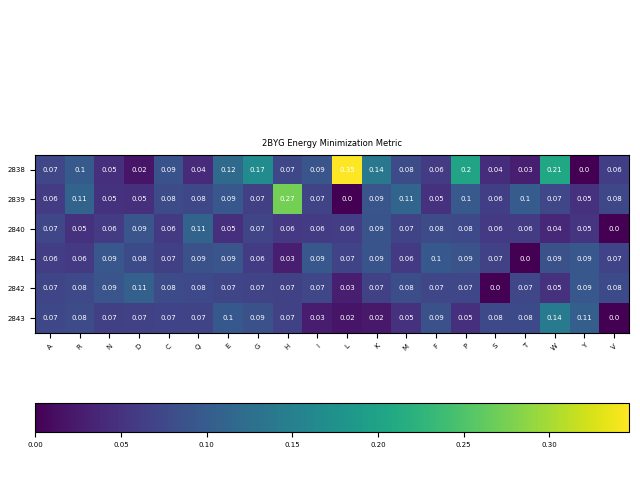 2BYG Energy Minimization Metric
2838 0.07 0.1 0.05 0.02 0.09 0.04 0.12 0.17 0.07 0.09 0.35 0.14 0.08 0.06 0.2 0.04 0.03 0.21 0.0 0.06
2839 0.06 0.11 0.05 0.05 0.08 0.08 0.09 0.07 0.27 0.07 0.0 0.09 0.11 0.05 0.1 0.06 0.1 0.07 0.05 0.08
2840 0.07 0.05 0.06 0.09 0.06 0.11 0.05 0.07 0.06 0.06 0.06 0.09 0.07 0.08 0.08 0.06 0.06 0.04 0.05 0.0
2841 0.06 0.06 0.09 0.08 0.07 0.09 0.09 0.06 0.03 0.09 0.07 0.09 0.06 0.1 0.09 0.07 0.0 0.09 0.09 0.07
2842 0.07 0.08 0.09 0.11 0.08 0.08 0.07 0.07 0.07 0.07 0.03 0.07 0.08 0.07 0.07 0.0 0.07 0.05 0.09 0.08
2843 0.07 0.08 0.07 0.07 0.07 0.07 0.1 0.09 0.07 0.03 0.02 0.02 0.05 0.09 0.05 0.08 0.08 0.14 0.11 0.0
A R N D C Q E G H I L K M F P S T W Y V
0.00 0.05 0.10 0.15 0.20 0.25 0.30